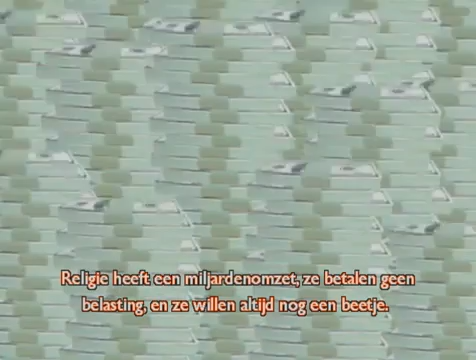 Religie heeft een miljardenomzet, ze betalen geen
belasting, en ze willen altijd nog een beetje.